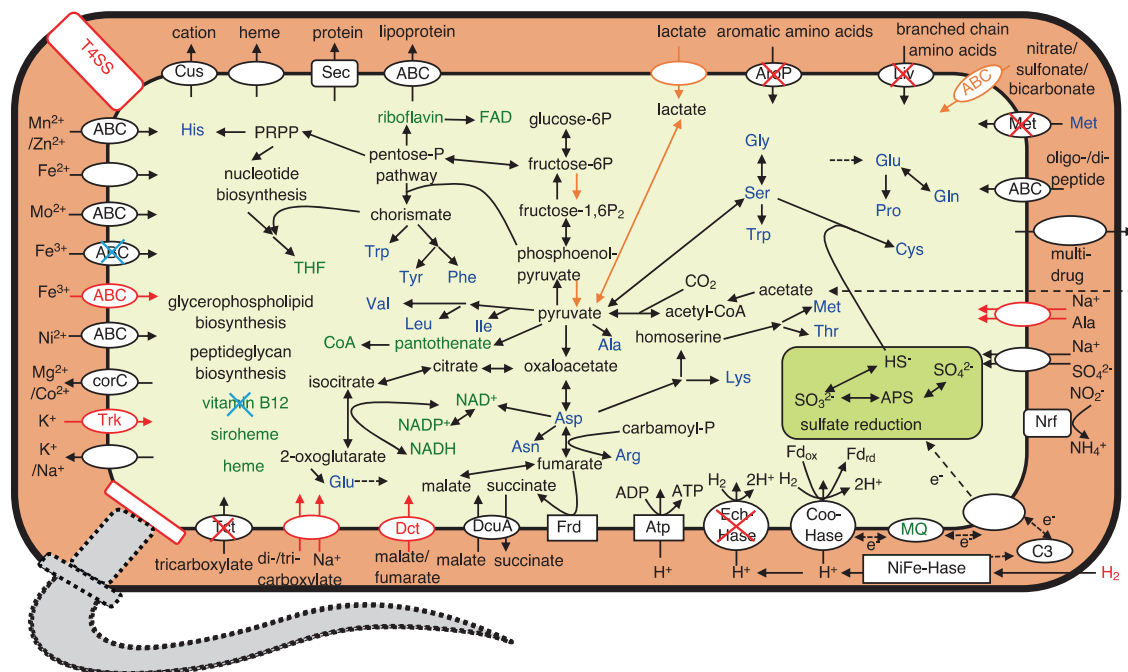 cation
heme
protein
lipoprotein
lactate
aromatic amino acids
branched chain
amino acids
nitrate/
sulfonate/
bicarbonate
T4SS
Cus
Sec
ABC
AroP
Liv
ABC
Mn²⁺
/Zn²⁺
ABC
His
PRPP
riboflavin
FAD
glucose-6P
lactate
Met
Met
Fe²⁺
nucleotide
biosynthesis
pentose-P
pathway
fructose-6P
Gly
Glu
oligo-/di-
peptide
ABC
Mo²⁺
ABC
chorismate
fructose-1,6P₂
Ser
Pro
Gln
Fe³⁺
ABC
THF
Trp
Tyr
Phe
phosphoenol-
pyruvate
Trp
Cys
multi-
drug
Fe³⁺
ABC
glycerophospholipid
biosynthesis
Val
Leu
Ile
pyruvate
CO₂
acetyl-CoA
acetate
Met
Thr
Na⁺
Ala
Ni²⁺
ABC
peptideglycan
biosynthesis
CoA
pantothenate
Ala
homoserine
Na⁺
SO₄²⁻
Mg²⁺
/Co²⁺
corC
isocitrate
citrate
oxaloacetate
Lys
HS⁻
SO₃²⁻
APS
SO₄²⁻
sulfate reduction
NO₂⁻
Nrf
NH₄⁺
K⁺
Trk
vitamin B12
siroheme
heme
NAD⁺
NADP⁺
NADH
Asp
Asn
carbamoyl-P
Arg
K⁺
/Na⁺
2-oxoglutarate
Glu
fumarate
malate
succinate
ADP
ATP
H₂
2H⁺
Fdox
Fdrd
H₂
2H⁺
e⁻
Tct
Dct
DcuA
Frd
Atp
Ech-
Hase
Coo-
Hase
e⁻
MQ
e⁻
e⁻
C3
tricarboxylate
di-/tri-
carboxylate
Na⁺
malate/
fumarate
malate
succinate
H⁺
H⁺
H⁺
NiFe-Hase
H₂